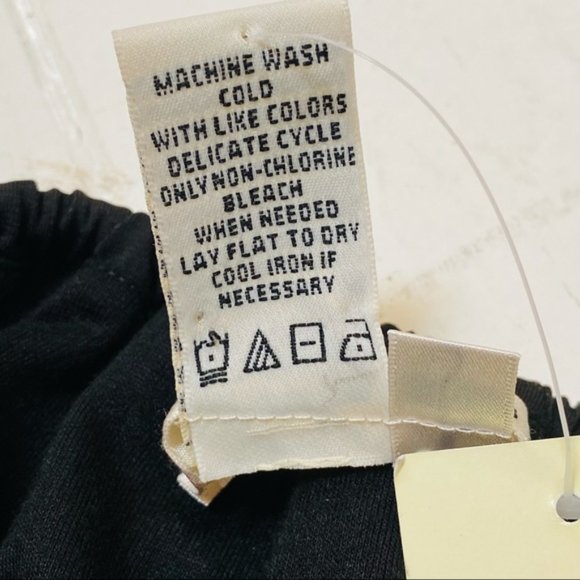 MACHINE WASH
COLD
WITH LIKE COLORS
DELICATE CYCLE
ONLY NON-CHLORINE
BLEACH
WHEN NEEDED
LAY FLAT TO DRY
COOL IRON IF
NECESSARY